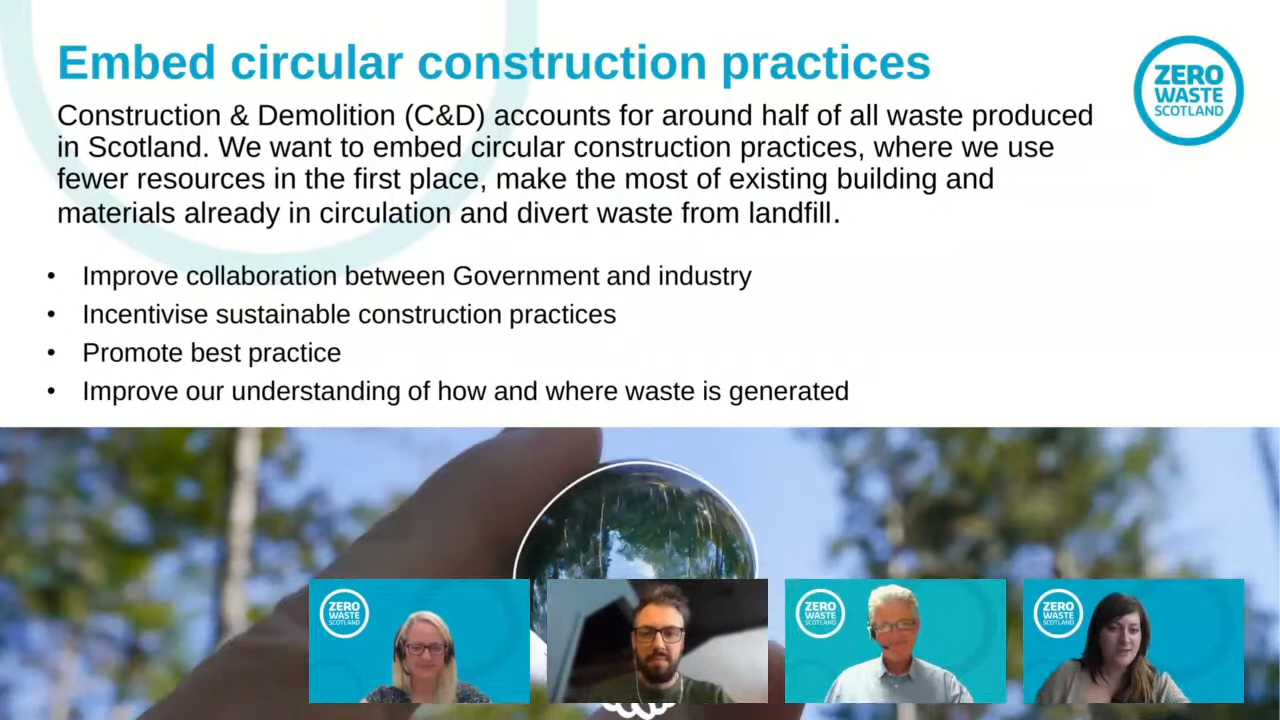 Embed circular construction practices
ZERO
WASTE
SCOTLAND
Construction & Demolition (C&D) accounts for around half of all waste produced
in Scotland. We want to embed circular construction practices, where we use
fewer resources in the first place, make the most of existing building and
materials already in circulation and divert waste from landfill.
• Improve collaboration between Government and industry
• Incentivise sustainable construction practices
• Promote best practice
• Improve our understanding of how and where waste is generated
ZERO
WASTE
SCOTLAND
ZERO
WASTE
SCOTLAND
ZERO
WASTE
SCOTLAND